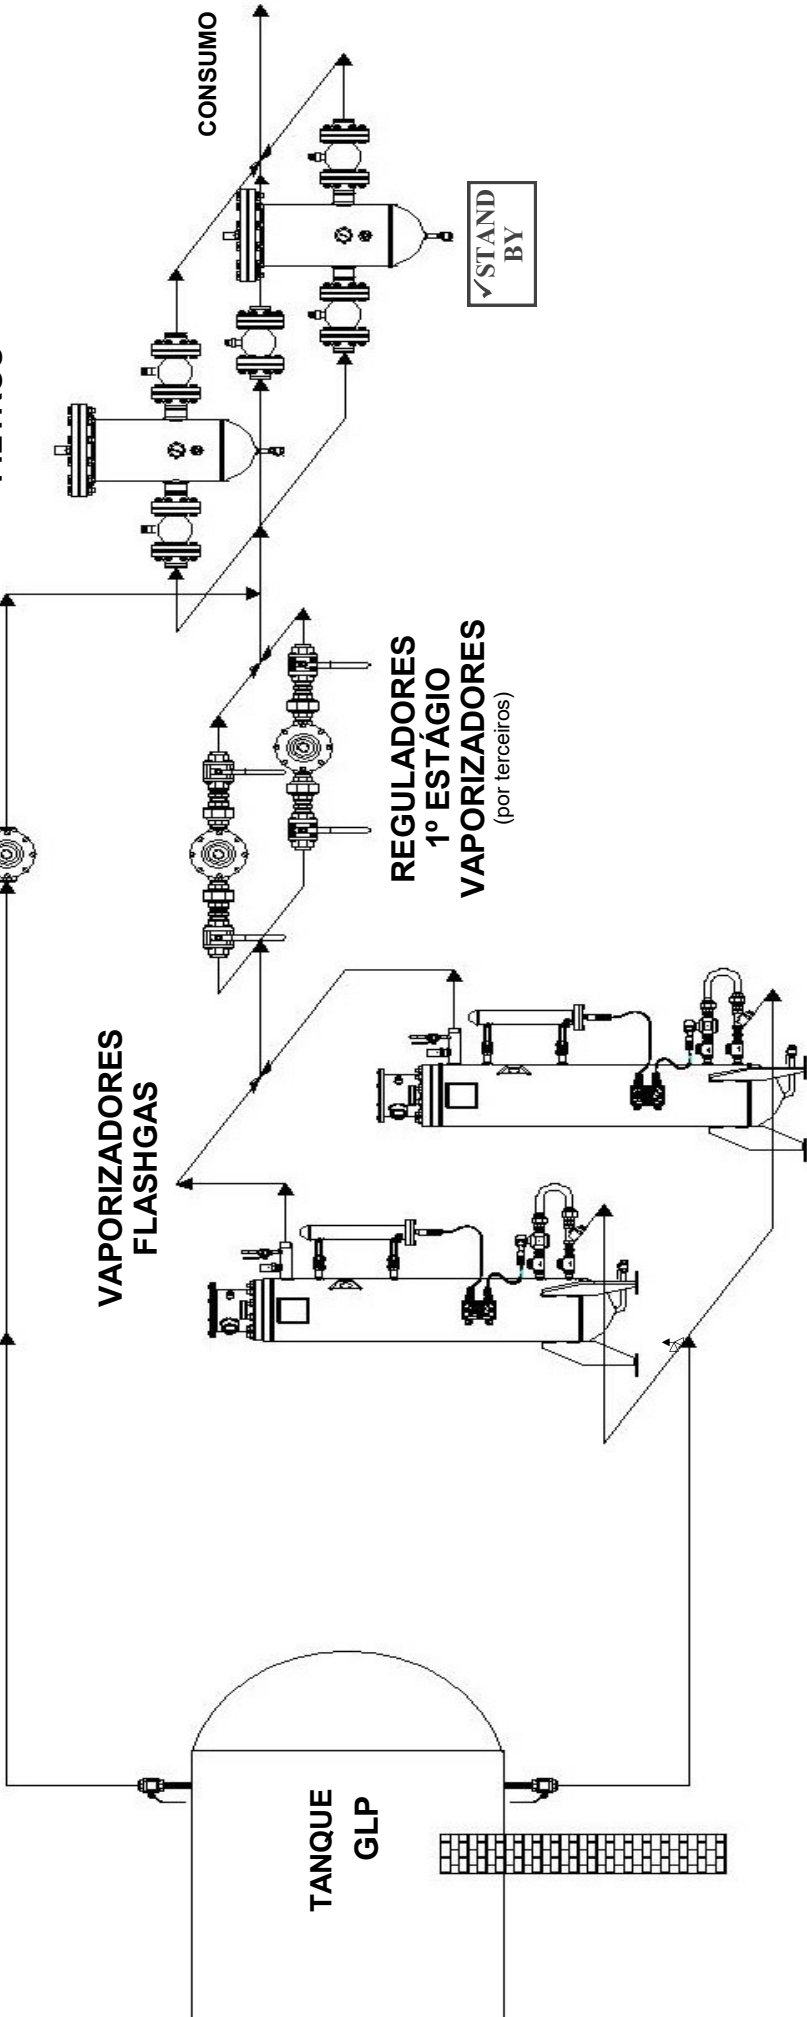 CONSUMO
✓STAND
BY
REGULADORES
1º ESTÁGIO
VAPORIZADORES
(por terceiros)
VAPORIZADORES
FLASHGAS
TANQUE
GLP